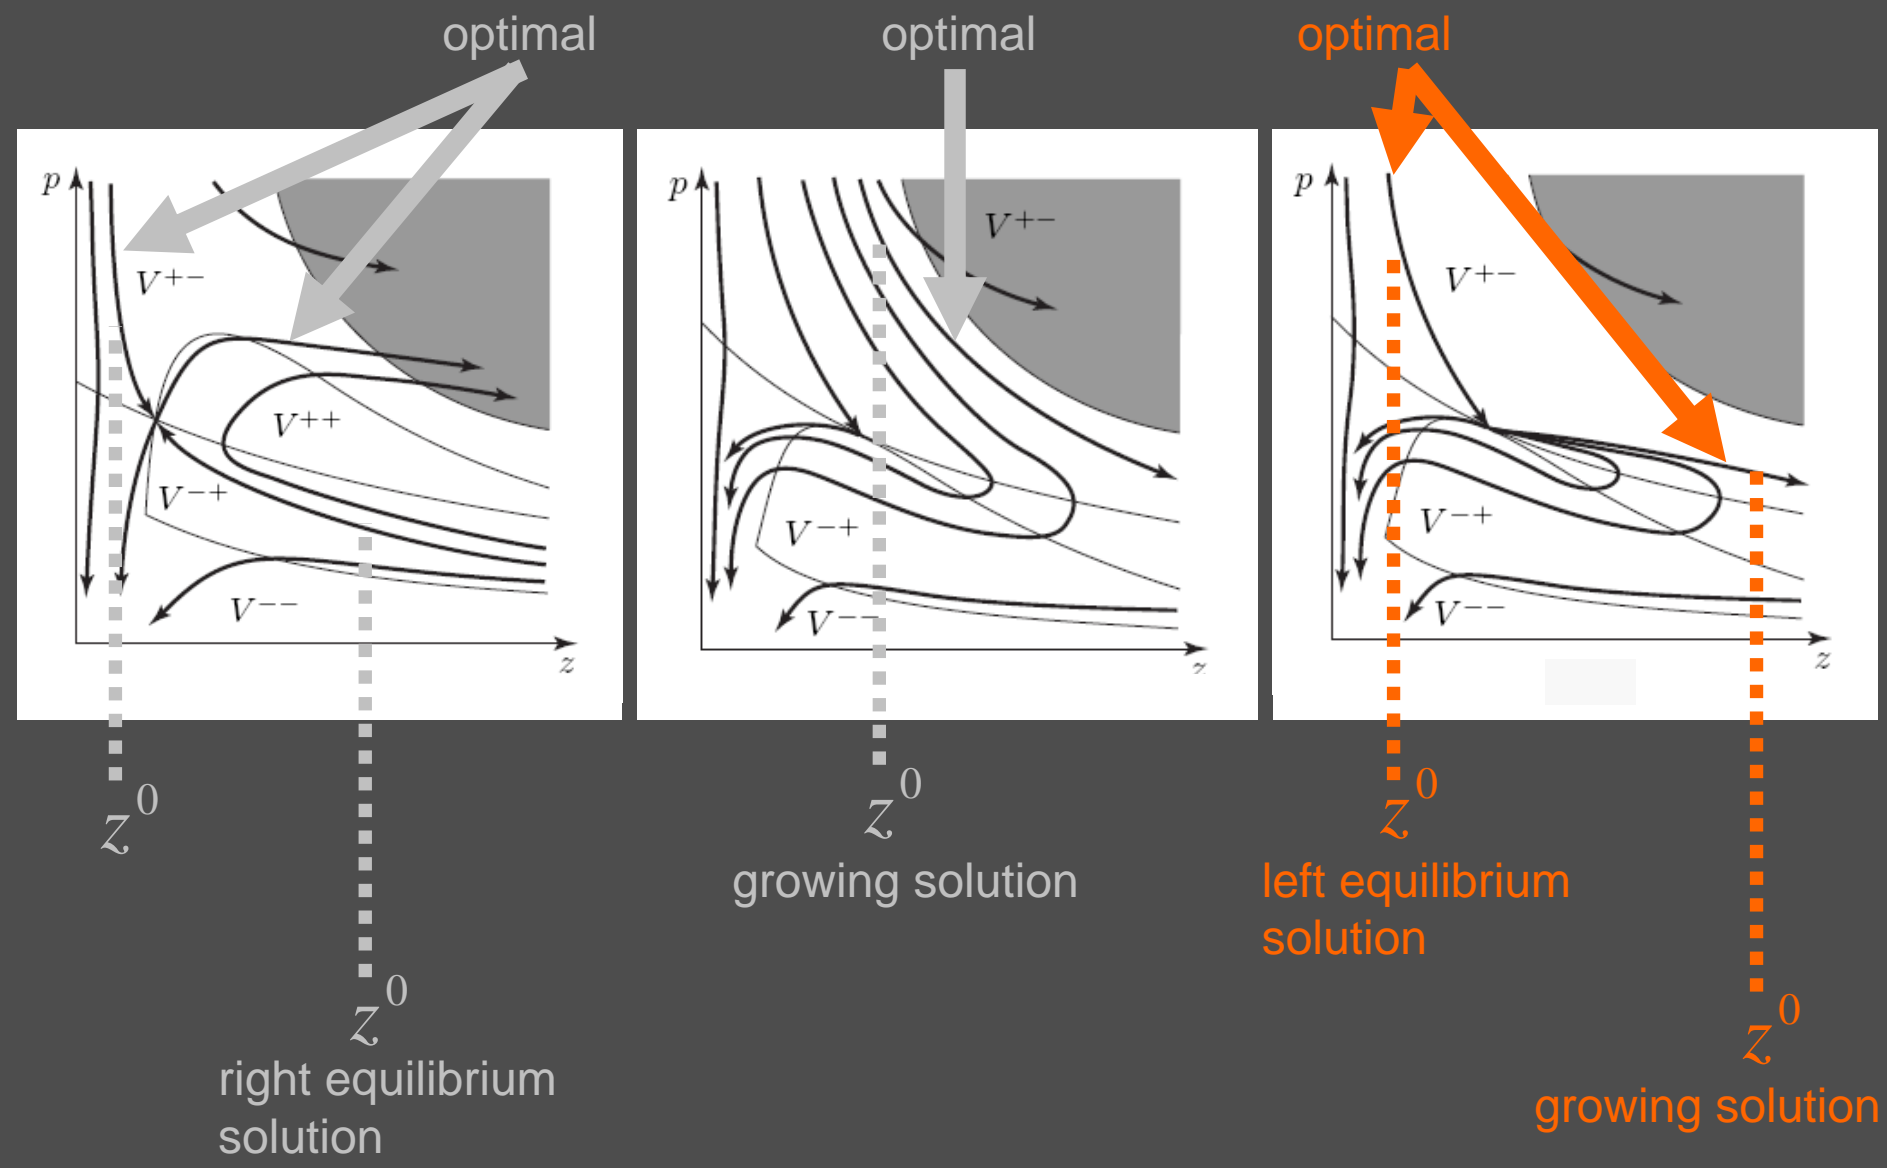 optimal
optimal
optimal
p
V⁺⁻
V⁺⁺
V⁻⁺
V⁻⁻
z
p
V⁺⁻
V⁻⁺
V⁻⁻
z
p
V⁺⁻
V⁻⁺
V⁻⁻
z
z⁰
z⁰
right equilibrium
solution
z⁰
growing solution
z⁰
left equilibrium
solution
z⁰
growing solution